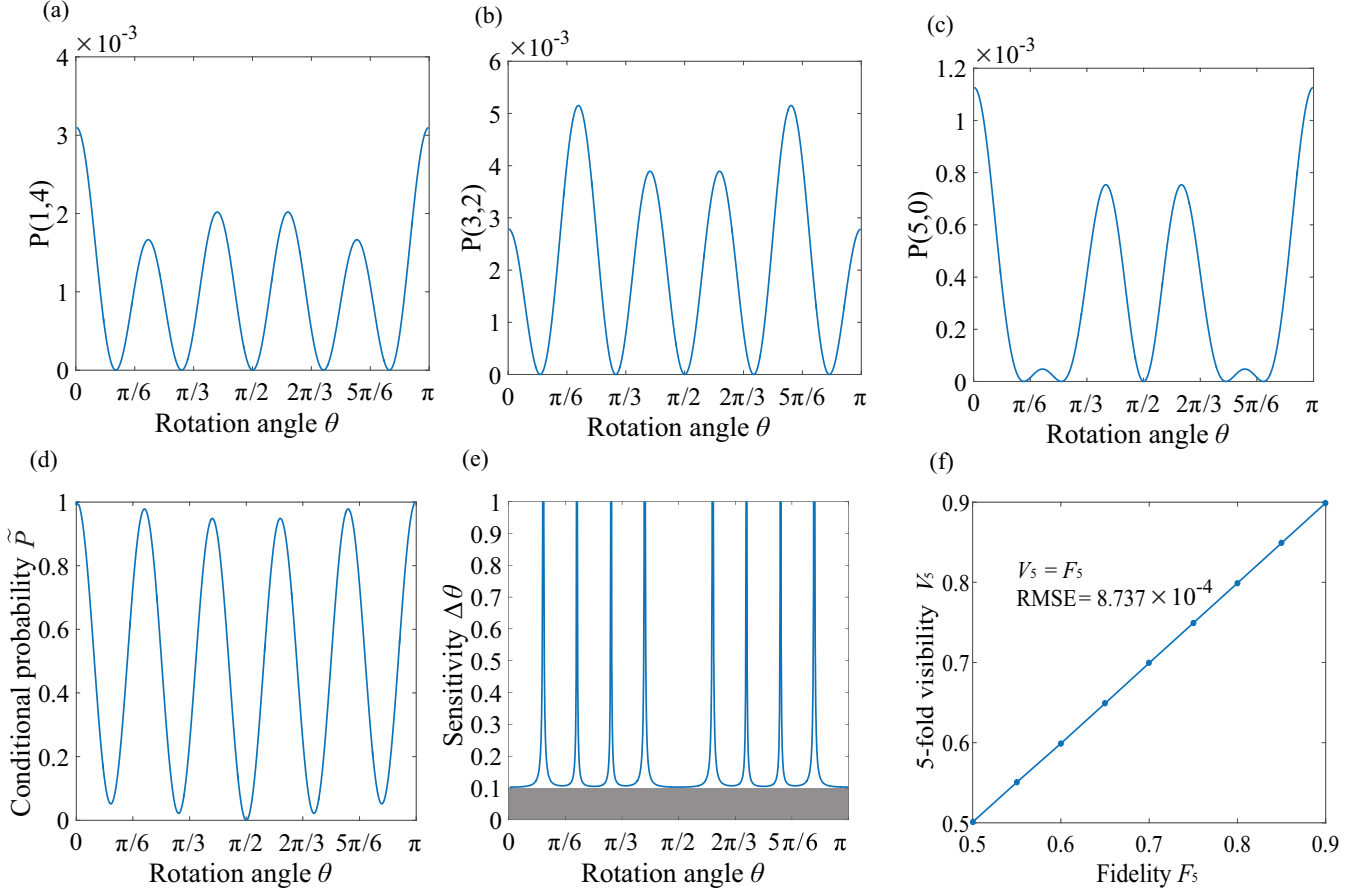 (a)
×10⁻³
4
3
2
1
0
P(1,4)
0 π/6 π/3 π/2 2π/3 5π/6 π
Rotation angle θ
(b)
×10⁻³
6
5
4
3
2
1
0
P(3,2)
0 π/6 π/3 π/2 2π/3 5π/6 π
Rotation angle θ
(c)
×10⁻³
1.2
1
0.8
0.6
0.4
0.2
0
P(5,0)
0 π/6 π/3 π/2 2π/3 5π/6 π
Rotation angle θ
(d)
1
0.8
0.6
0.4
0.2
0
Conditional probability P̃
0 π/6 π/3 π/2 2π/3 5π/6 π
Rotation angle θ
(e)
1
0.9
0.8
0.7
0.6
0.5
0.4
0.3
0.2
0.1
0
Sensitivity Δθ
0 π/6 π/3 π/2 2π/3 5π/6 π
Rotation angle θ
(f)
0.9
0.8
0.7
0.6
0.5
5-fold visibility V₅
V₅ = F₅
RMSE = 8.737 × 10⁻⁴
0.5 0.6 0.7 0.8 0.9
Fidelity F₅